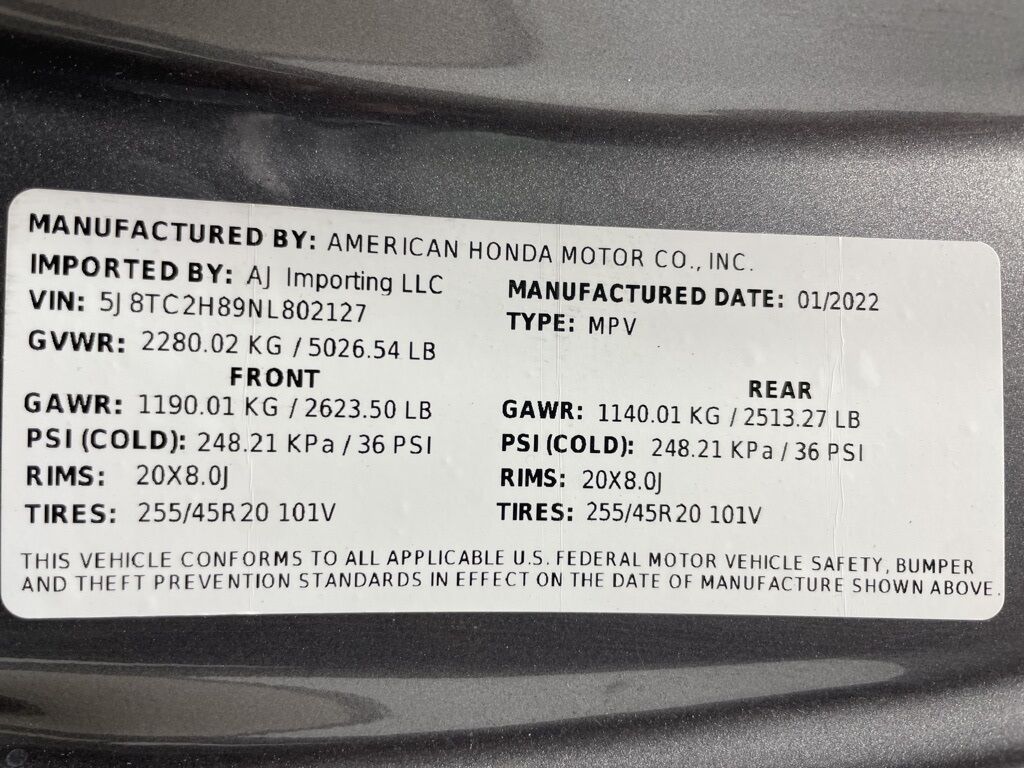 MANUFACTURED BY: AMERICAN HONDA MOTOR CO., INC.
IMPORTED BY: AJ Importing LLC
MANUFACTURED DATE: 01/2022
VIN: 5J8TC2H89NL802127
TYPE: MPV
GVWR: 2280.02 KG / 5026.54 LB
FRONT
GAWR: 1190.01 KG / 2623.50 LB
PSI (COLD): 248.21 KPa / 36 PSI
RIMS: 20X8.0J
TIRES: 255/45R20 101V
REAR
GAWR: 1140.01 KG / 2513.27 LB
PSI (COLD): 248.21 KPa / 36 PSI
RIMS: 20X8.0J
TIRES: 255/45R20 101V
THIS VEHICLE CONFORMS TO ALL APPLICABLE U.S. FEDERAL MOTOR VEHICLE SAFETY, BUMPER
AND THEFT PREVENTION STANDARDS IN EFFECT ON THE DATE OF MANUFACTURE SHOWN ABOVE.